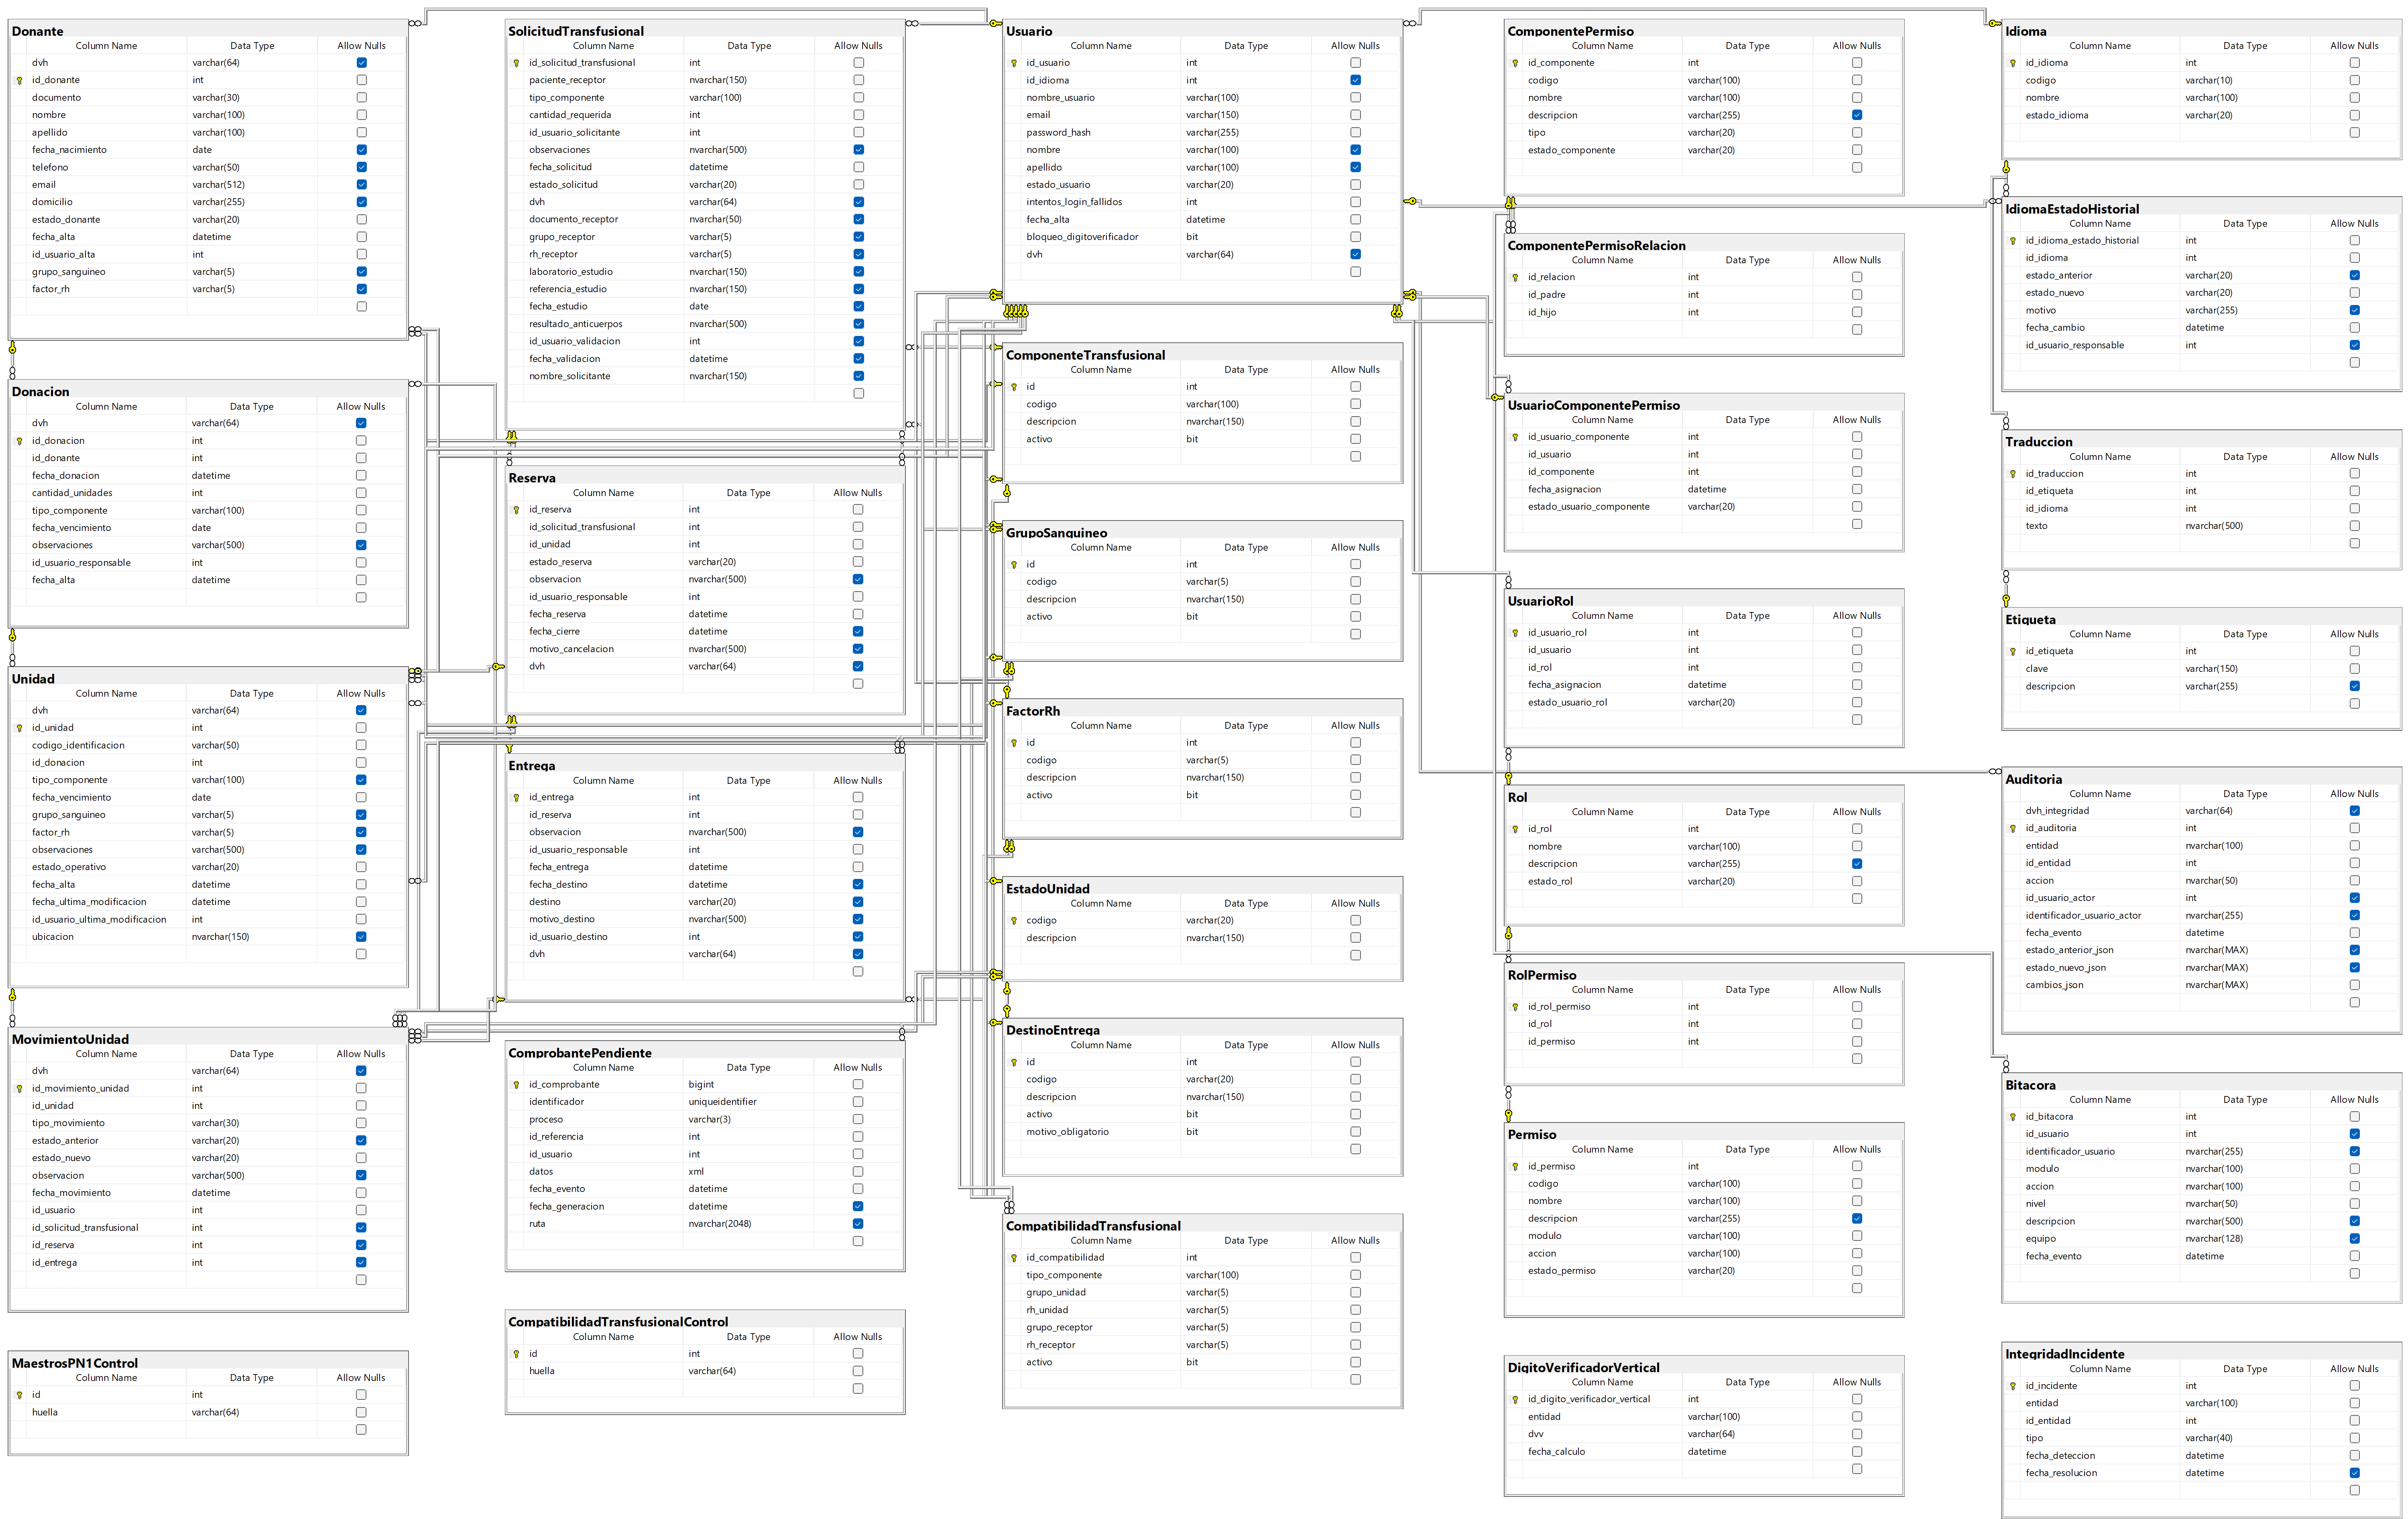 Donante
Column Name Data Type Allow Nulls
dvh varchar(64)
id_donante int
documento varchar(30)
nombre varchar(100)
apellido varchar(100)
fecha_nacimiento date
telefono varchar(50)
email varchar(512)
domicilio varchar(255)
estado_donante varchar(20)
fecha_alta datetime
id_usuario_alta int
grupo_sanguineo varchar(5)
factor_rh varchar(5)
Donacion
Column Name Data Type Allow Nulls
dvh varchar(64)
id_donacion int
id_donante int
fecha_donacion datetime
cantidad_unidades int
tipo_componente varchar(100)
fecha_vencimiento date
observaciones varchar(500)
id_usuario_responsable int
fecha_alta datetime
Unidad
Column Name Data Type Allow Nulls
dvh varchar(64)
id_unidad int
codigo_identificacion varchar(50)
id_donacion int
tipo_componente varchar(100)
fecha_vencimiento date
grupo_sanguineo varchar(5)
factor_rh varchar(5)
observaciones varchar(500)
estado_operativo varchar(20)
fecha_alta datetime
fecha_ultima_modificacion datetime
id_usuario_ultima_modificacion int
ubicacion nvarchar(150)
MovimientoUnidad
Column Name Data Type Allow Nulls
dvh varchar(64)
id_movimiento_unidad int
id_unidad int
tipo_movimiento varchar(30)
estado_anterior varchar(20)
estado_nuevo varchar(20)
observacion varchar(500)
fecha_movimiento datetime
id_usuario int
id_solicitud_transfusional int
id_reserva int
id_entrega int
MaestrosPN1Control
Column Name Data Type Allow Nulls
id int
huella varchar(64)
SolicitudTransfusional
Column Name Data Type Allow Nulls
id_solicitud_transfusional int
paciente_receptor nvarchar(150)
tipo_componente varchar(100)
cantidad_requerida int
id_usuario_solicitante int
observaciones nvarchar(500)
fecha_solicitud datetime
estado_solicitud varchar(20)
dvh varchar(64)
documento_receptor nvarchar(50)
grupo_receptor varchar(5)
rh_receptor varchar(5)
laboratorio_estudio nvarchar(150)
referencia_estudio nvarchar(150)
fecha_estudio date
resultado_anticuerpos nvarchar(500)
id_usuario_validacion int
fecha_validacion datetime
nombre_solicitante nvarchar(150)
Reserva
Column Name Data Type Allow Nulls
id_reserva int
id_solicitud_transfusional int
id_unidad int
estado_reserva varchar(20)
observacion nvarchar(500)
id_usuario_responsable int
fecha_reserva datetime
fecha_cierre datetime
motivo_cancelacion nvarchar(500)
dvh varchar(64)
Entrega
Column Name Data Type Allow Nulls
id_entrega int
id_reserva int
observacion nvarchar(500)
id_usuario_responsable int
fecha_entrega datetime
fecha_destino datetime
destino varchar(20)
motivo_destino nvarchar(500)
id_usuario_destino int
dvh varchar(64)
ComprobantePendiente
Column Name Data Type Allow Nulls
id_comprobante bigint
identificador uniqueidentifier
proceso varchar(3)
id_referencia int
id_usuario int
datos xml
fecha_evento datetime
fecha_generacion datetime
ruta nvarchar(2048)
CompatibilidadTransfusionalControl
Column Name Data Type Allow Nulls
id int
huella varchar(64)
Usuario
Column Name Data Type Allow Nulls
id_usuario int
id_idioma int
nombre_usuario varchar(100)
email varchar(150)
password_hash varchar(255)
nombre varchar(100)
apellido varchar(100)
estado_usuario varchar(20)
intentos_login_fallidos int
fecha_alta datetime
bloqueo_digitoverificador bit
dvh varchar(64)
ComponenteTransfusional
Column Name Data Type Allow Nulls
id int
codigo varchar(100)
descripcion nvarchar(150)
activo bit
GrupoSanguineo
Column Name Data Type Allow Nulls
id int
codigo varchar(5)
descripcion nvarchar(150)
activo bit
FactorRh
Column Name Data Type Allow Nulls
id int
codigo varchar(5)
descripcion nvarchar(150)
activo bit
EstadoUnidad
Column Name Data Type Allow Nulls
codigo varchar(20)
descripcion nvarchar(150)
DestinoEntrega
Column Name Data Type Allow Nulls
id int
codigo varchar(20)
descripcion nvarchar(150)
activo bit
motivo_obligatorio bit
CompatibilidadTransfusional
Column Name Data Type Allow Nulls
id_compatibilidad int
tipo_componente varchar(100)
grupo_unidad varchar(5)
rh_unidad varchar(5)
grupo_receptor varchar(5)
rh_receptor varchar(5)
activo bit
ComponentePermiso
Column Name Data Type Allow Nulls
id_componente int
codigo varchar(100)
nombre varchar(100)
descripcion varchar(255)
tipo varchar(20)
estado_componente varchar(20)
ComponentePermisoRelacion
Column Name Data Type Allow Nulls
id_relacion int
id_padre int
id_hijo int
UsuarioComponentePermiso
Column Name Data Type Allow Nulls
id_usuario_componente int
id_usuario int
id_componente int
fecha_asignacion datetime
estado_usuario_componente varchar(20)
UsuarioRol
Column Name Data Type Allow Nulls
id_usuario_rol int
id_usuario int
id_rol int
fecha_asignacion datetime
estado_usuario_rol varchar(20)
Rol
Column Name Data Type Allow Nulls
id_rol int
nombre varchar(100)
descripcion varchar(255)
estado_rol varchar(20)
RolPermiso
Column Name Data Type Allow Nulls
id_rol_permiso int
id_rol int
id_permiso int
Permiso
Column Name Data Type Allow Nulls
id_permiso int
codigo varchar(100)
nombre varchar(100)
descripcion varchar(255)
modulo varchar(100)
accion varchar(100)
estado_permiso varchar(20)
DigitoVerificadorVertical
Column Name Data Type Allow Nulls
id_digito_verificador_vertical int
entidad varchar(100)
dvv varchar(64)
fecha_calculo datetime
Idioma
Column Name Data Type Allow Nulls
id_idioma int
codigo varchar(10)
nombre varchar(100)
estado_idioma varchar(20)
IdiomaEstadoHistorial
Column Name Data Type Allow Nulls
id_idioma_estado_historial int
id_idioma int
estado_anterior varchar(20)
estado_nuevo varchar(20)
motivo varchar(255)
fecha_cambio datetime
id_usuario_responsable int
Traduccion
Column Name Data Type Allow Nulls
id_traduccion int
id_etiqueta int
id_idioma int
texto nvarchar(500)
Etiqueta
Column Name Data Type Allow Nulls
id_etiqueta int
clave varchar(150)
descripcion varchar(255)
Auditoria
Column Name Data Type Allow Nulls
dvh_integridad varchar(64)
id_auditoria int
entidad nvarchar(100)
id_entidad int
accion nvarchar(50)
id_usuario_actor int
identificador_usuario_actor nvarchar(255)
fecha_evento datetime
estado_anterior_json nvarchar(MAX)
estado_nuevo_json nvarchar(MAX)
cambios_json nvarchar(MAX)
Bitacora
Column Name Data Type Allow Nulls
id_bitacora int
id_usuario int
identificador_usuario nvarchar(255)
modulo nvarchar(100)
accion nvarchar(100)
nivel nvarchar(50)
descripcion nvarchar(500)
equipo nvarchar(128)
fecha_evento datetime
IntegridadIncidente
Column Name Data Type Allow Nulls
id_incidente int
entidad varchar(100)
id_entidad int
tipo varchar(40)
fecha_deteccion datetime
fecha_resolucion datetime